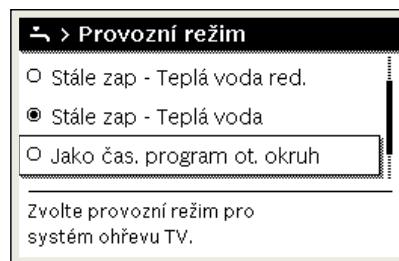 > Provozní režim
Stále zap - Teplá voda red.
Stále zap - Teplá voda
Jako čas. program ot. okruh
Zvolte provozní režim pro
systém ohřevu TV.